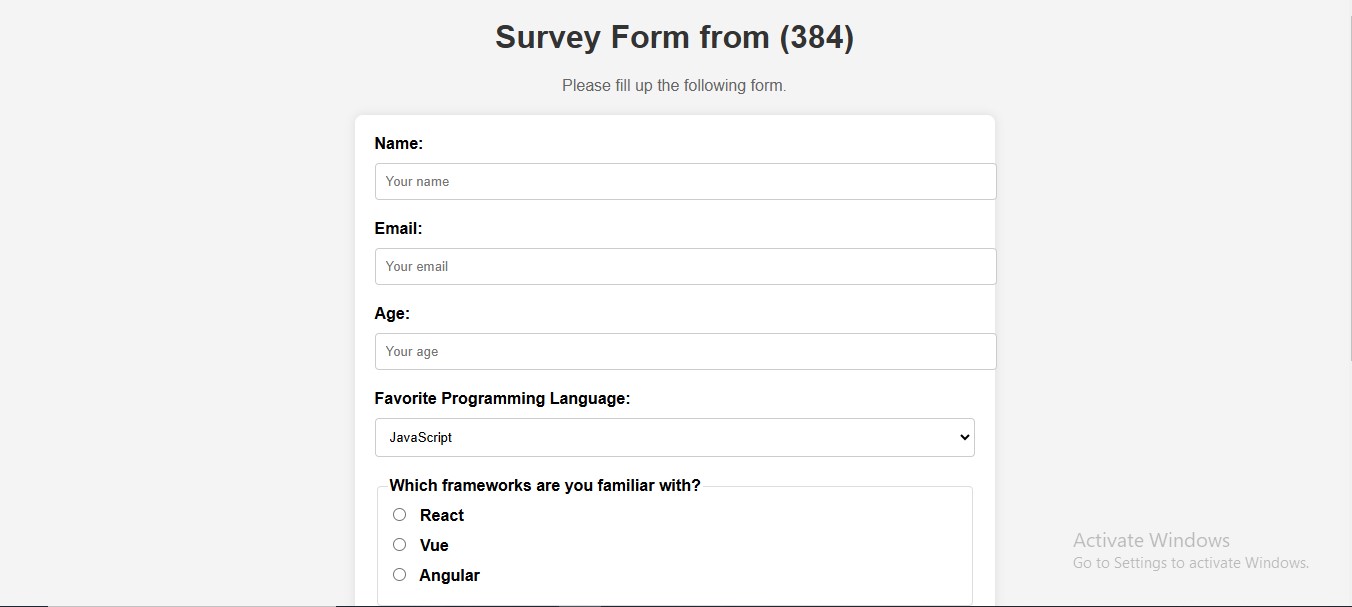 Survey Form from (384)
Please fill up the following form.
Name:
Your name
Email:
Your email
Age:
Your age
Favorite Programming Language:
JavaScript
Which frameworks are you familiar with?
React
Vue
Angular
Activate Windows
Go to Settings to activate Windows.